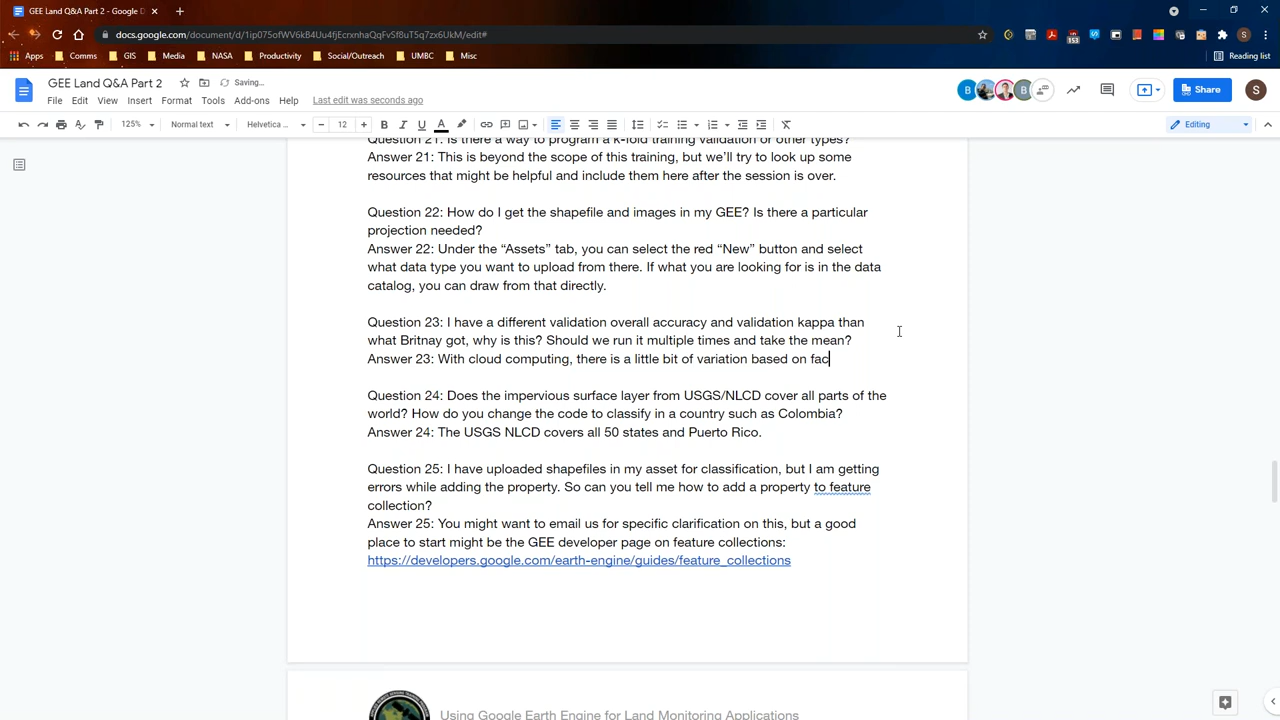 GEE Land Q&A Part 2 - Google D
docs.google.com/document/d/1ip075ofWV6kB4Uu4fjEcrxnhaQqFvSf8uT5q7zx6UkM/edit#
Apps Comms GIS Media NASA Productivity Social/Outreach UMBC Misc Reading list
GEE Land Q&A Part 2 Saving...
File Edit View Insert Format Tools Add-ons Help Last edit was seconds ago
B B Share S
125% Normal text Helvetica ... 12 B I U A Editing
Question 21: Is there a way to program a k-fold training validation or other types?
Answer 21: This is beyond the scope of this training, but we'll try to look up some
resources that might be helpful and include them here after the session is over.
Question 22: How do I get the shapefile and images in my GEE? Is there a particular
projection needed?
Answer 22: Under the “Assets” tab, you can select the red “New” button and select
what data type you want to upload from there. If what you are looking for is in the data
catalog, you can draw from that directly.
Question 23: I have a different validation overall accuracy and validation kappa than
what Britnay got, why is this? Should we run it multiple times and take the mean?
Answer 23: With cloud computing, there is a little bit of variation based on fac
Question 24: Does the impervious surface layer from USGS/NLCD cover all parts of the
world? How do you change the code to classify in a country such as Colombia?
Answer 24: The USGS NLCD covers all 50 states and Puerto Rico.
Question 25: I have uploaded shapefiles in my asset for classification, but I am getting
errors while adding the property. So can you tell me how to add a property to feature
collection?
Answer 25: You might want to email us for specific clarification on this, but a good
place to start might be the GEE developer page on feature collections:
https://developers.google.com/earth-engine/guides/feature_collections
Using Google Earth Engine for Land Monitoring Applications